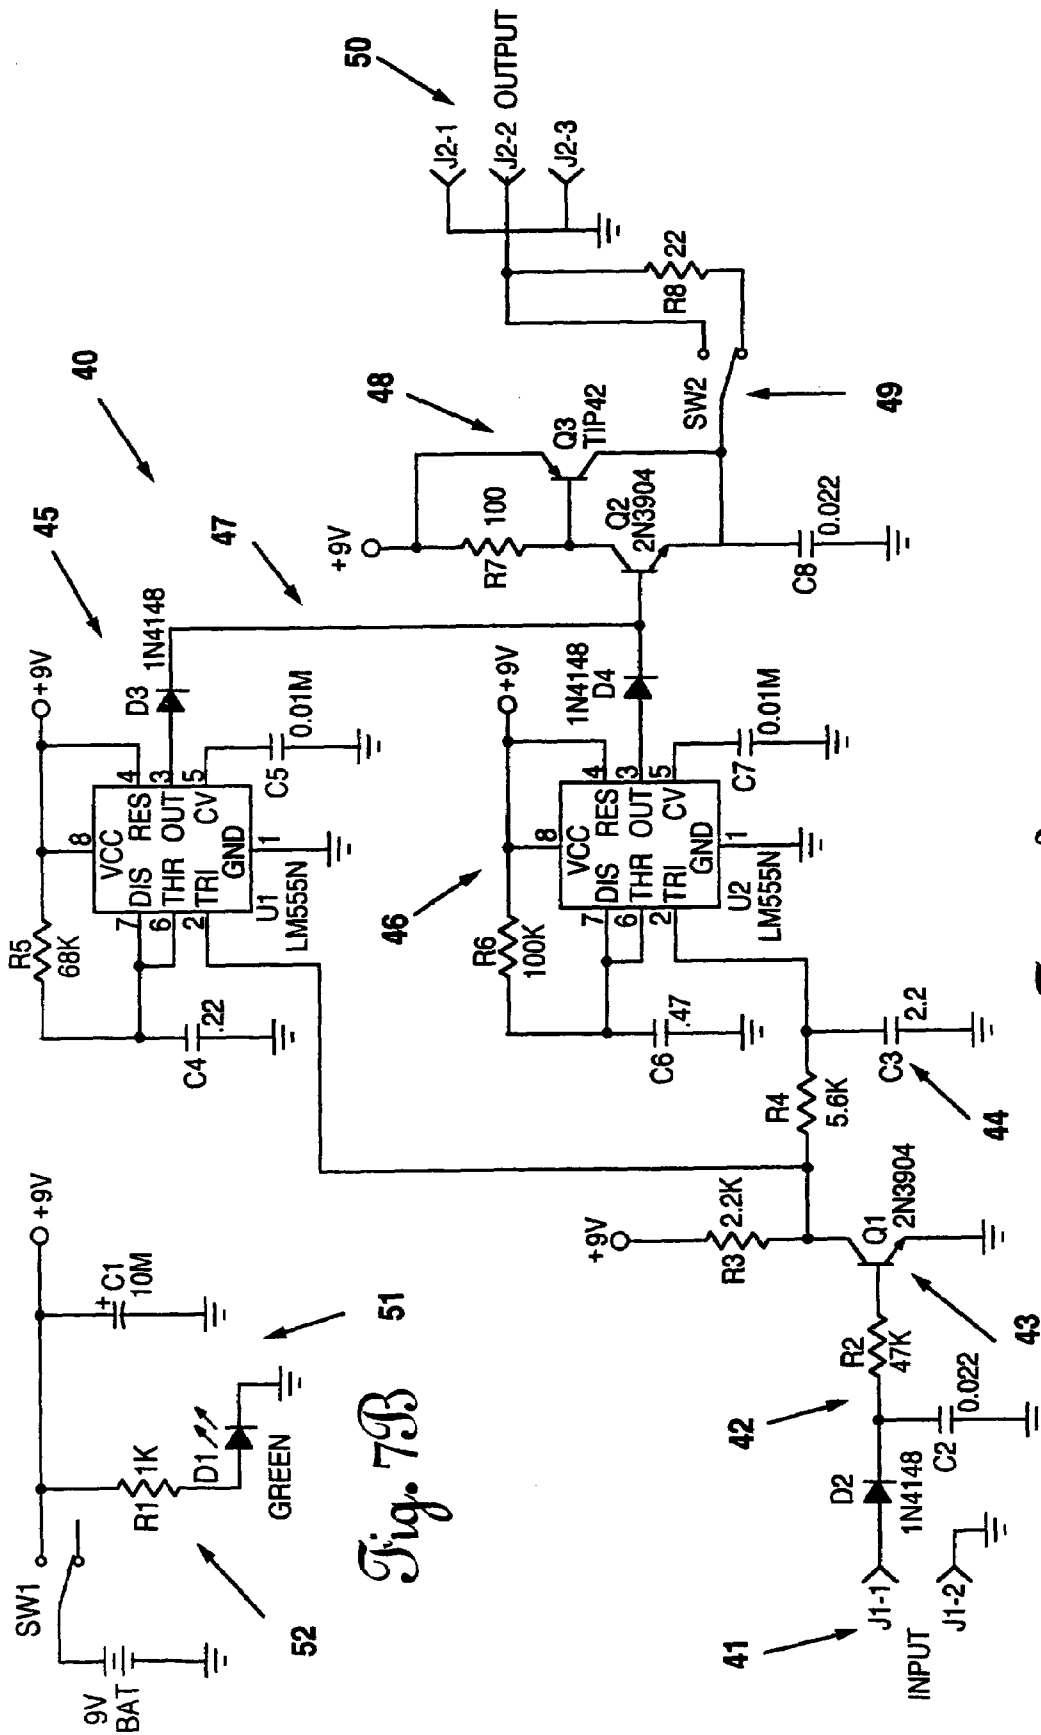 9V
BAT
SW1
R1
1K
D1
GREEN
52
51
+
C1
10M
+9V
Fig. 7B
R5
68K
C4
.22
+9V
8
VCC
7
DIS
6
THR
2
TRI
4
RES
3
OUT
5
CV
GND
1
U1
LM555N
D3
1N4148
C5
0.01M
45
47
40
R6
100K
C6
.47
46
+9V
8
VCC
7
DIS
6
THR
2
TRI
4
RES
3
OUT
5
CV
GND
1
U2
LM555N
1N4148
D4
C7
0.01M
41
INPUT
J1-1
J1-2
D2
1N4148
42
C2
0.022
R2
47K
43
+9V
R3
2.2K
Q1
2N3904
R4
5.6K
C3
2.2
44
+9V
R7
100
Q2
2N3904
Q3
TIP42
48
C8
0.022
SW2
49
R8
22
J2-1
J2-2 OUTPUT
J2-3
50